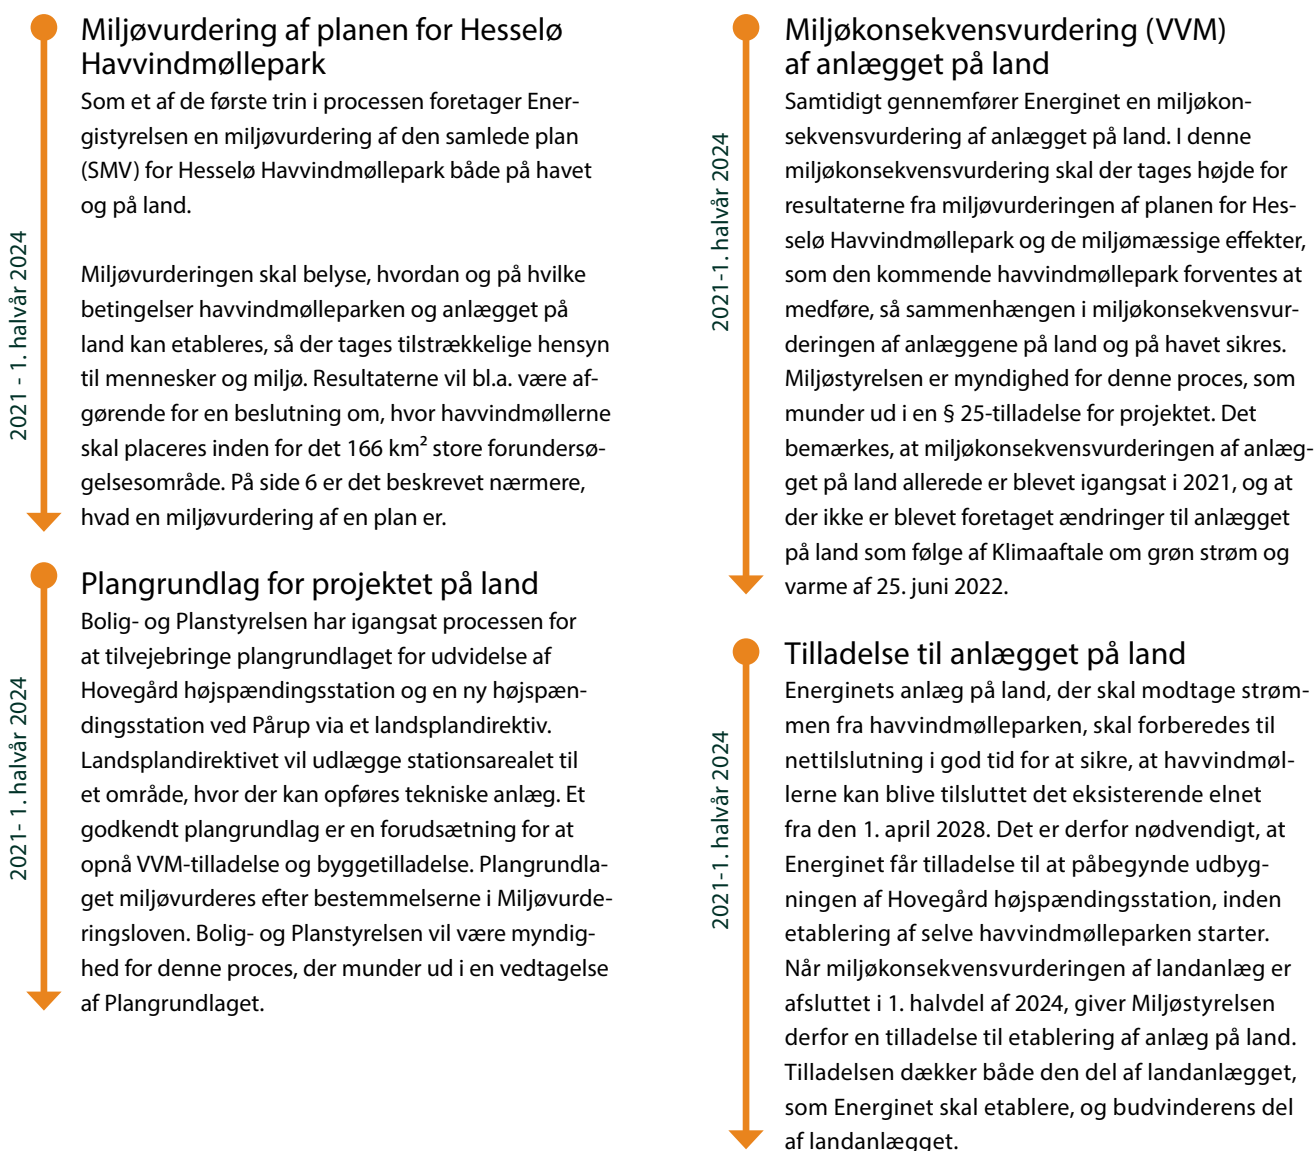 Miljøvurdering af planen for Hesselø
Havvindmøllepark
Som et af de første trin i processen foretager Ener-
gistyrelsen en miljøvurdering af den samlede plan
(SMV) for Hesselø Havvindmøllepark både på havet
og på land.
Miljøvurderingen skal belyse, hvordan og på hvilke
betingelser havvindmølleparken og anlægget på
land kan etableres, så der tages tilstrækkelige hensyn
til mennesker og miljø. Resultaterne vil bl.a. være af-
gørende for en beslutning om, hvor havvindmøllerne
skal placeres inden for det 166 km² store forundersø-
gelsesområde. På side 6 er det beskrevet nærmere,
hvad en miljøvurdering af en plan er.
2021 - 1. halvår 2024
Plangrundlag for projektet på land
Bolig- og Planstyrelsen har igangsat processen for
at tilvejebringe plangrundlaget for udvidelse af
Hovegård højspændingsstation og en ny højspæn-
dingsstation ved Pårup via et landsplandirektiv.
Landsplandirektivet vil udlægge stationsarealet til
et område, hvor der kan opføres tekniske anlæg. Et
godkendt plangrundlag er en forudsætning for at
opnå VVM-tilladelse og byggetilladelse. Plangrundla-
get miljøvurderes efter bestemmelserne i Miljøvurde-
ringsloven. Bolig- og Planstyrelsen vil være myndig-
hed for denne proces, der munder ud i en vedtagelse
af Plangrundlaget.
2021- 1. halvår 2024
Miljøkonsekvensvurdering (VVM)
af anlægget på land
Samtidigt gennemfører Energinet en miljøkon-
sekvensvurdering af anlægget på land. I denne
miljøkonsekvensvurdering skal der tages højde for
resultaterne fra miljøvurderingen af planen for Hes-
selø Havvindmøllepark og de miljømæssige effekter,
som den kommende havvindmøllepark forventes at
medføre, så sammenhængen i miljøkonsekvensvur-
deringen af anlæggene på land og på havet sikres.
Miljøstyrelsen er myndighed for denne proces, som
munder ud i en § 25-tilladelse for projektet. Det
bemærkes, at miljøkonsekvensvurderingen af anlæg-
get på land allerede er blevet igangsat i 2021, og at
der ikke er blevet foretaget ændringer til anlægget
på land som følge af Klimaaftale om grøn strøm og
varme af 25. juni 2022.
2021-1. halvår 2024
Tilladelse til anlægget på land
Energinets anlæg på land, der skal modtage strøm-
men fra havvindmølleparken, skal forberedes til
nettilslutning i god tid for at sikre, at havvindmøl-
lerne kan blive tilsluttet det eksisterende elnet
fra den 1. april 2028. Det er derfor nødvendigt, at
Energinet får tilladelse til at påbegynde udbyg-
ningen af Hovegård højspændingsstation, inden
etablering af selve havvindmølleparken starter.
Når miljøkonsekvensvurderingen af landanlæg er
afsluttet i 1. halvdel af 2024, giver Miljøstyrelsen
derfor en tilladelse til etablering af anlæg på land.
Tilladelsen dækker både den del af landanlægget,
som Energinet skal etablere, og budvinderens del
af landanlægget.
2021-1. halvår 2024